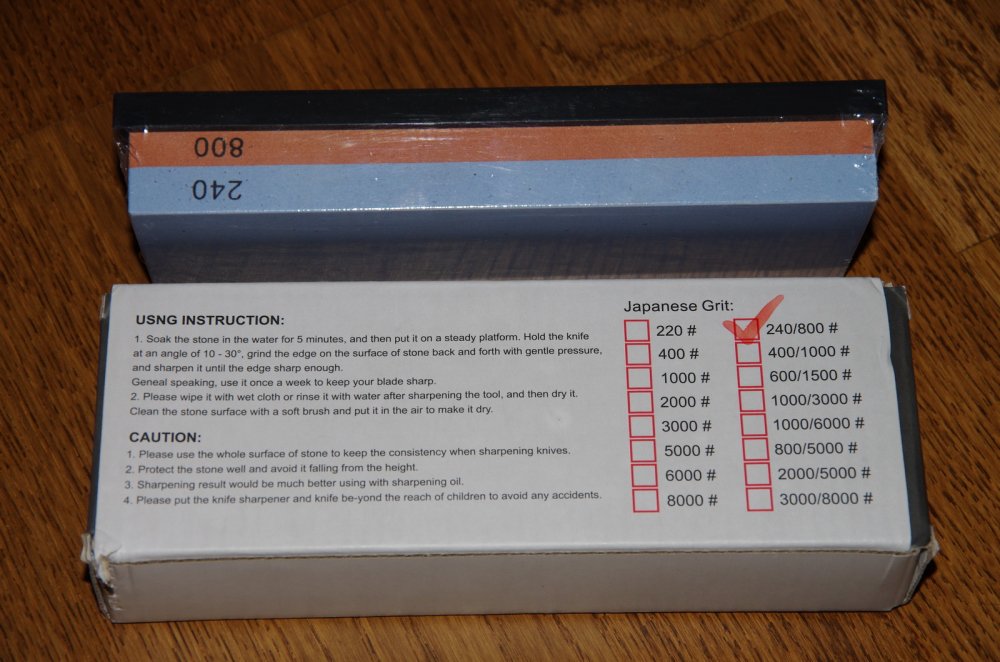 800
240
USNG INSTRUCTION:
1. Soak the stone in the water for 5 minutes, and then put it on a steady platform. Hold the knife
at an angle of 10 - 30°, grind the edge on the surface of stone back and forth with gentle pressure,
and sharpen it until the edge sharp enough.
Geneal speaking, use it once a week to keep your blade sharp.
2. Please wipe it with wet cloth or rinse it with water after sharpening the tool, and then dry it.
Clean the stone surface with a soft brush and put it in the air to make it dry.
CAUTION:
1. Please use the whole surface of stone to keep the consistency when sharpening knives.
2. Protect the stone well and avoid it falling from the height.
3. Sharpening result would be much better using with sharpening oil.
4. Please put the knife sharpener and knife be-yond the reach of children to avoid any accidents.
Japanese Grit:
220 # 240/800 #
400 # 400/1000 #
1000 # 600/1500 #
2000 # 1000/3000 #
3000 # 1000/6000 #
5000 # 800/5000 #
6000 # 2000/5000 #
8000 # 3000/8000 #